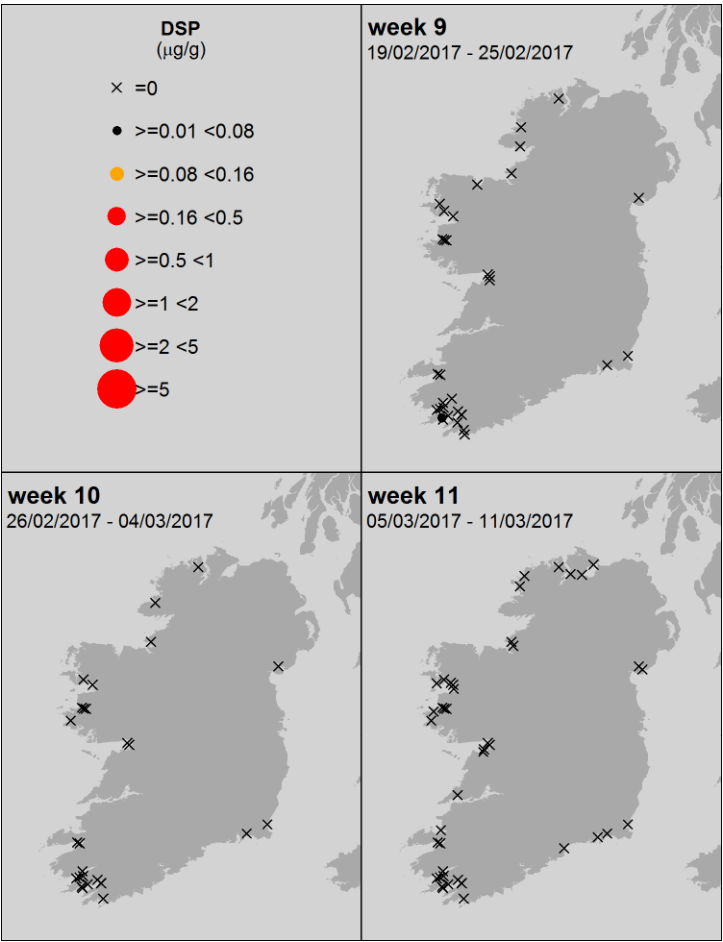 DSP
(μg/g)
=0
>=0.01 <0.08
>=0.08 <0.16
>=0.16 <0.5
>=0.5 <1
>=1 <2
>=2 <5
>=5
week 9
19/02/2017 - 25/02/2017
week 10
26/02/2017 - 04/03/2017
week 11
05/03/2017 - 11/03/2017